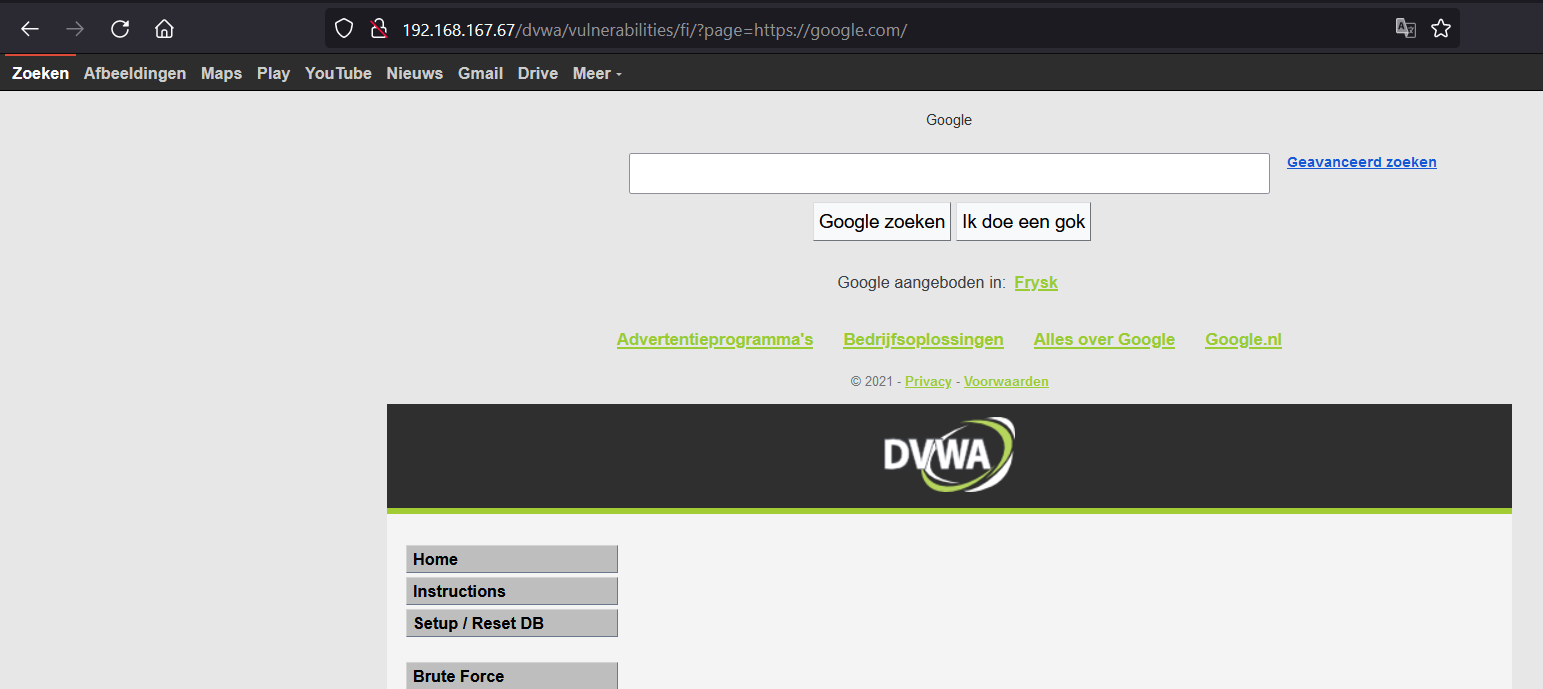 192.168.167.67/dvwa/vulnerabilities/fi/?page=https://google.com/
Zoeken Afbeeldingen Maps Play YouTube Nieuws Gmail Drive Meer
Google
Geavanceerd zoeken
Google zoeken Ik doe een gok
Google aangeboden in: Frysk
Advertentieprogramma's Bedrijfsoplossingen Alles over Google Google.nl
© 2021 - Privacy - Voorwaarden
DVWA
Home
Instructions
Setup / Reset DB
Brute Force